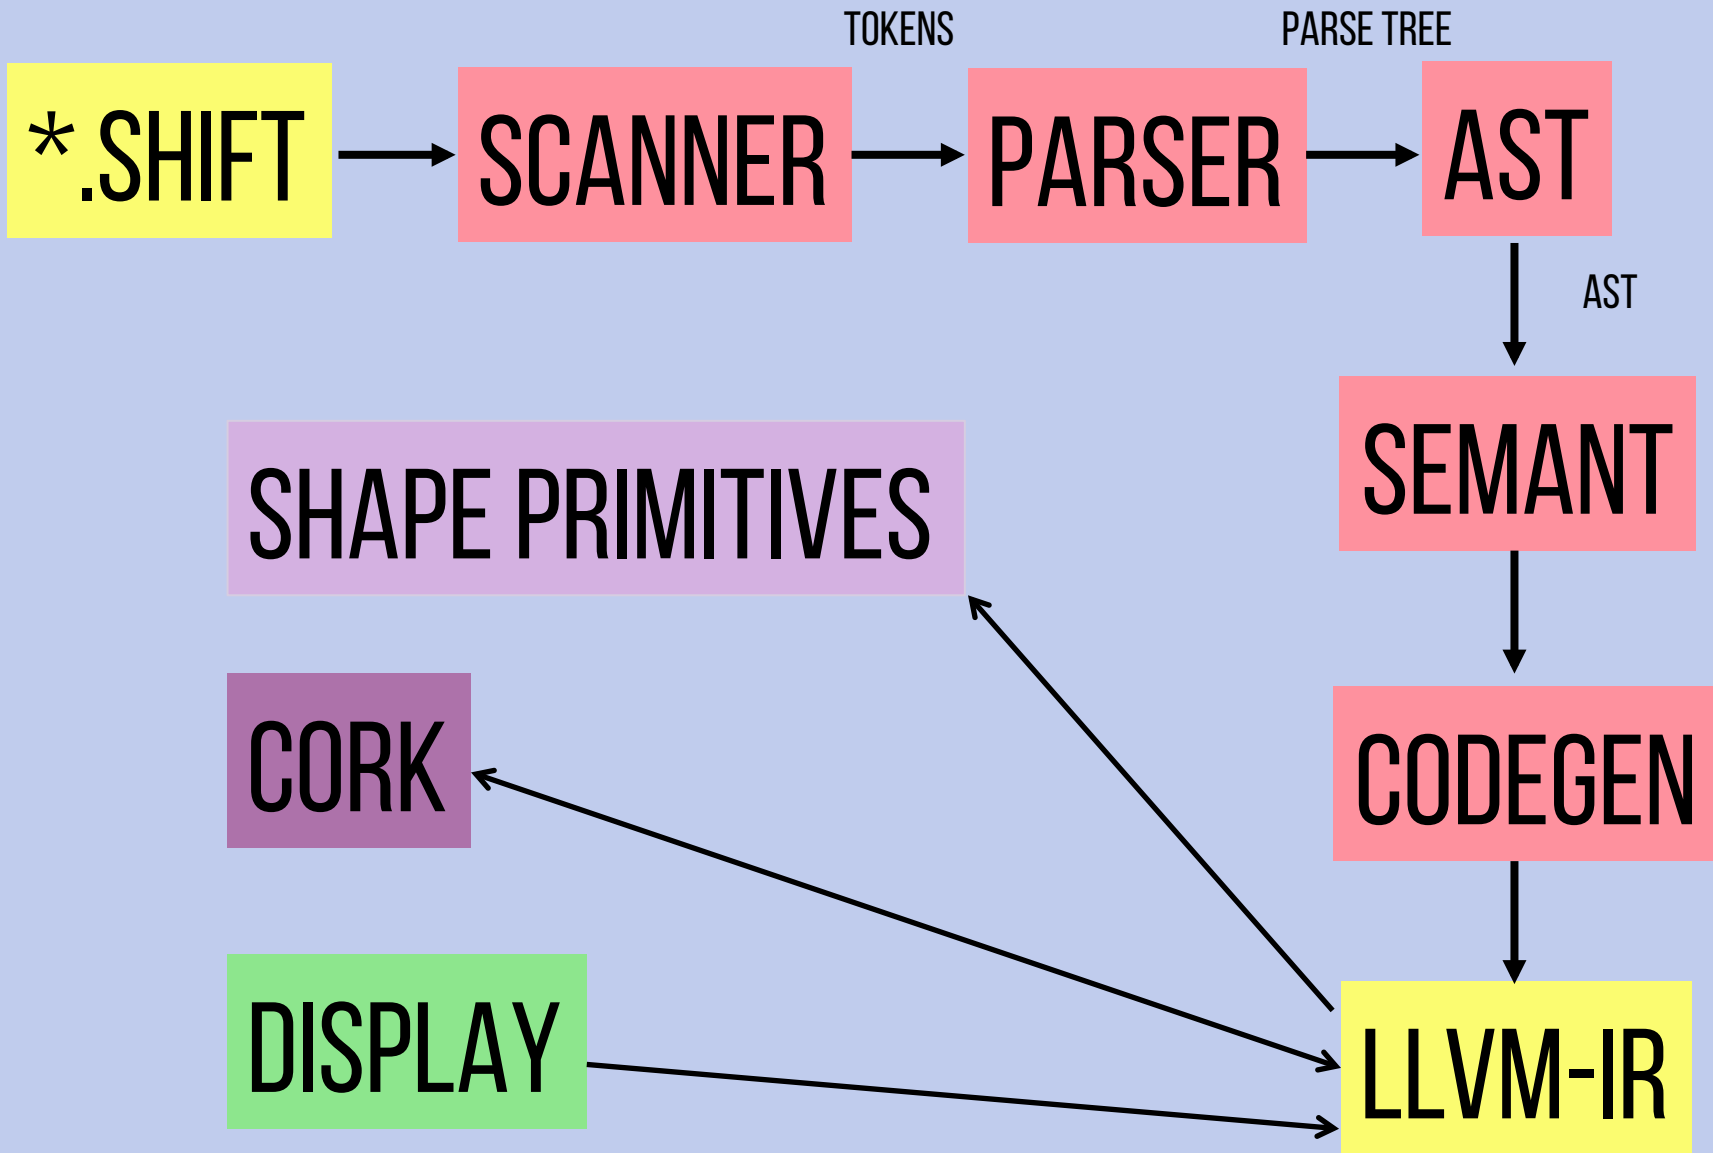 TOKENS
PARSE TREE
*.SHIFT
SCANNER
PARSER
AST
AST
SEMANT
SHAPE PRIMITIVES
CORK
CODEGEN
DISPLAY
LLVM-IR